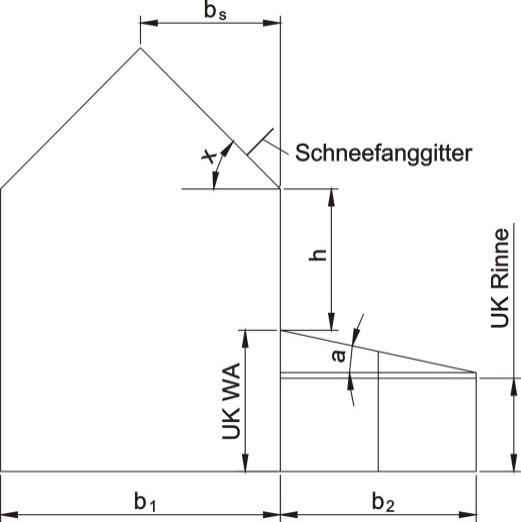 bs
x
Schneefanggitter
h
UK Rinne
a
UK WA
b1
b2